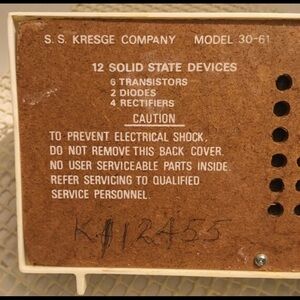 S. S. KRESGE COMPANY MODEL 30-61
12 SOLID STATE DEVICES
6 TRANSISTORS
2 DIODES
4 RECTIFIERS
CAUTION
TO PREVENT ELECTRICAL SHOCK,
DO NOT REMOVE THIS BACK COVER.
NO USER SERVICEABLE PARTS INSIDE.
REFER SERVICING TO QUALIFIED
SERVICE PERSONNEL.